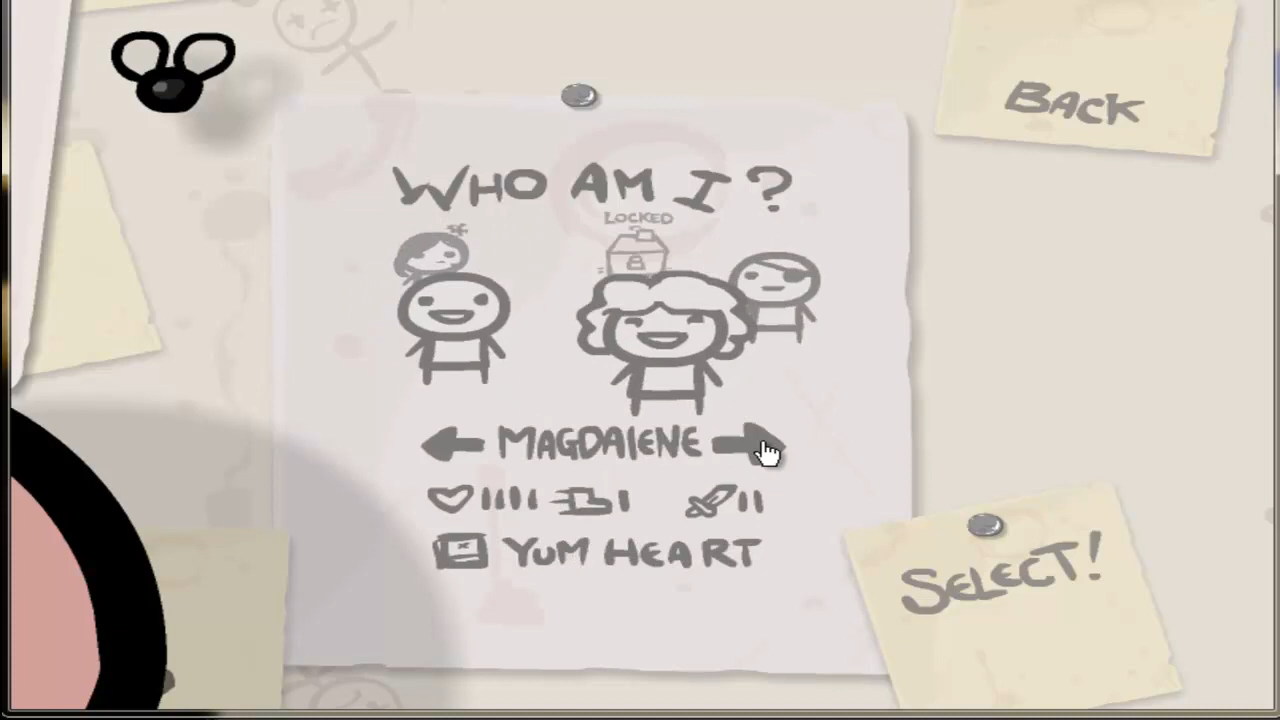 BACK
WHO AM I?
LOCKED
MAGDALENE
YUM HEART
SELECT!